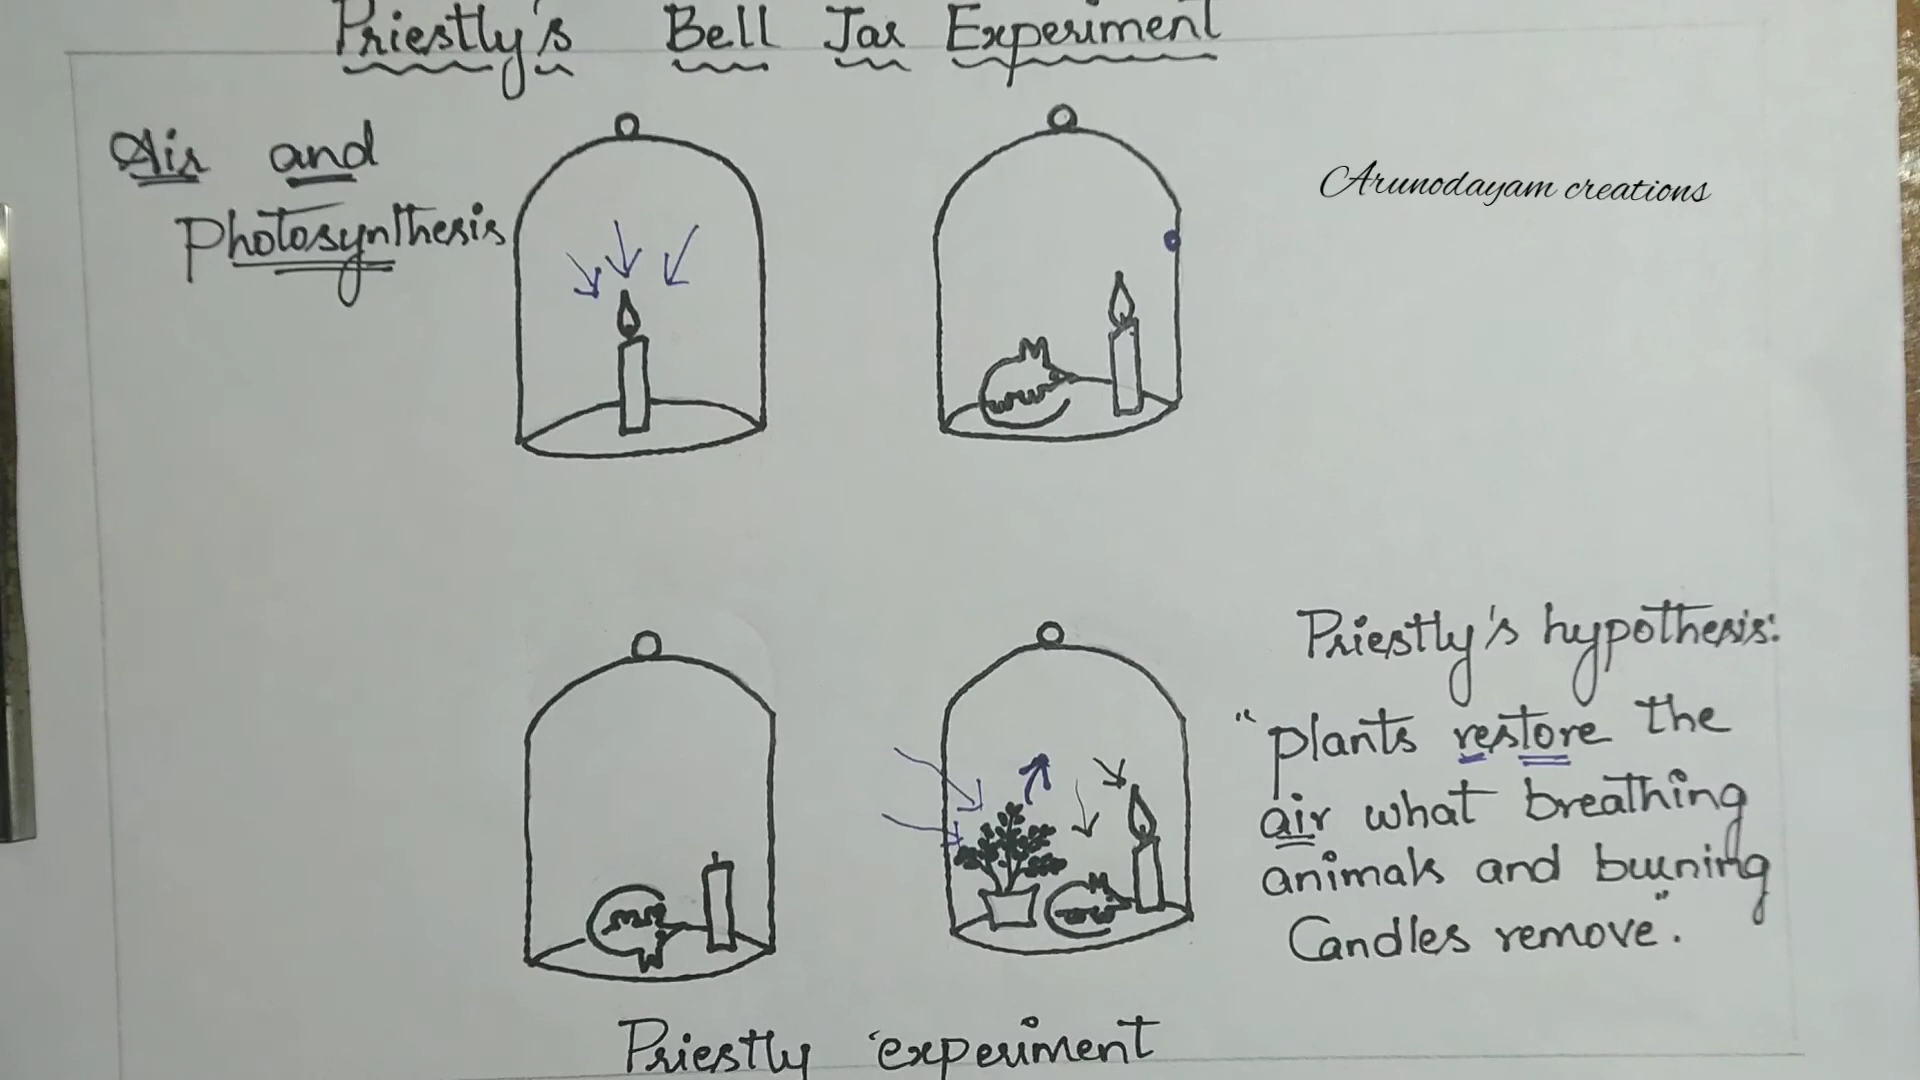 Priestly's Bell Jar Experiment
Air and
Photosynthesis
Arunodayam creations
Priestly's hypothesis:
"Plants restore the
air what breathing
animals and burning
Candles remove".
Priestly experiment